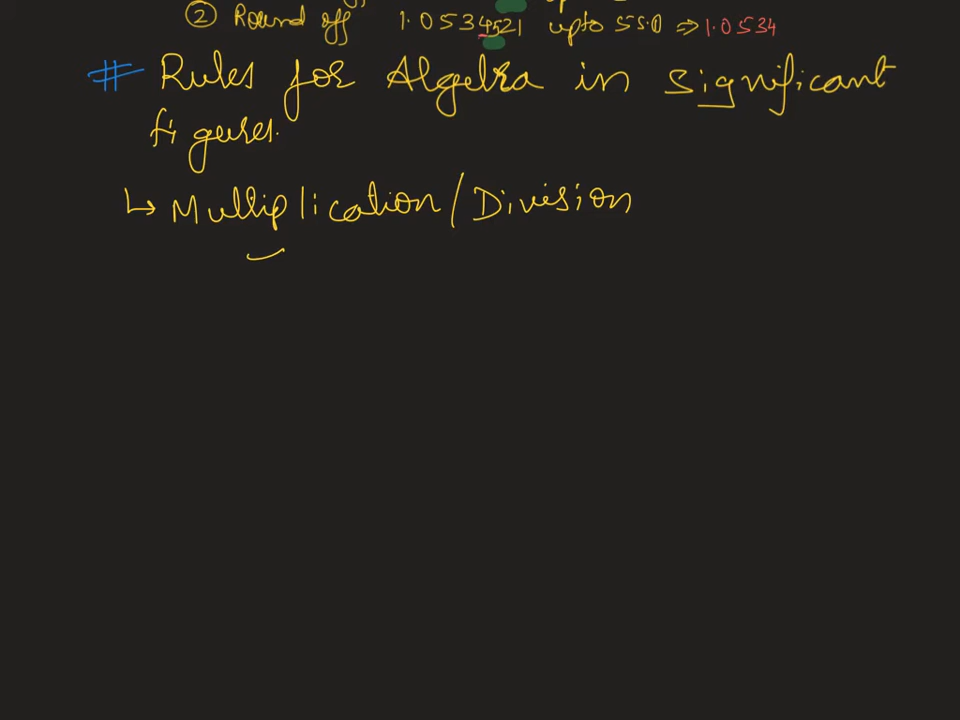 ② Round off 1.0534521 upto 5S.D ⇒ 1.0534
# Rules for Algebra in significant
figures.
↳ Multiplication/Division